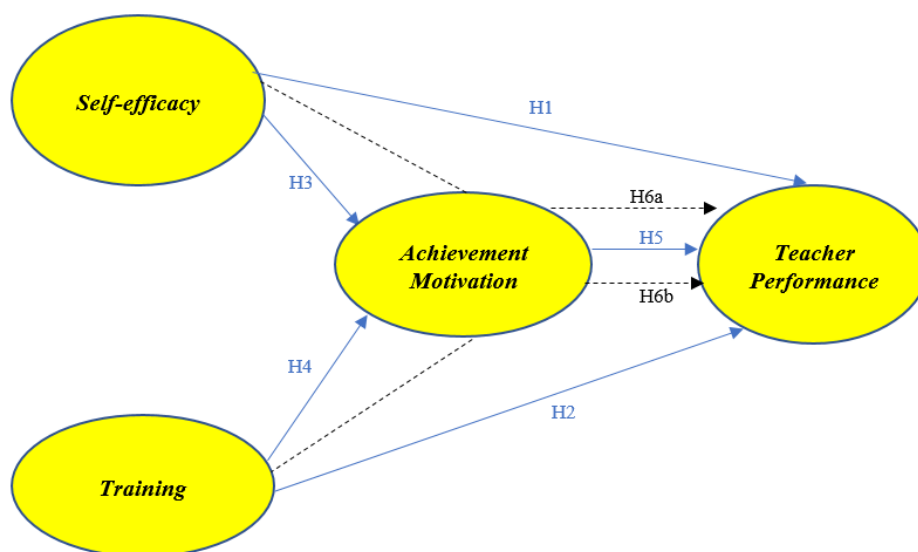 Self-efficacy
H1
H3
H6a
Achievement
Motivation
H5
Teacher
Performance
H6b
H4
H2
Training